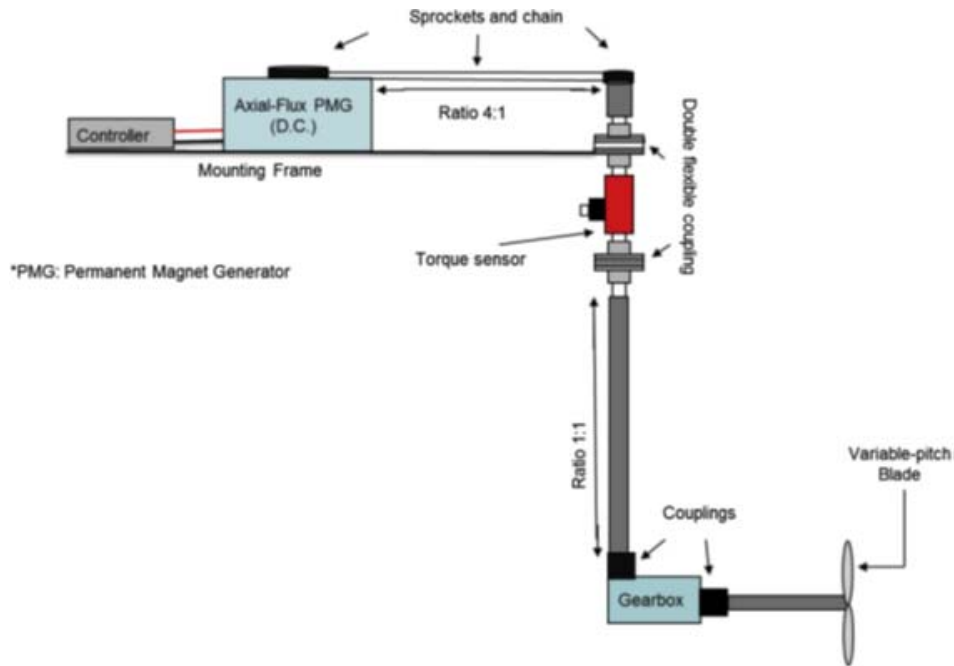 Sprockets and chain
Axial-Flux PMG
(D.C.)
Ratio 4:1
Controller
Mounting Frame
Double flexible coupling
Torque sensor
*PMG: Permanent Magnet Generator
Ratio 1:1
Variable-pitch
Blade
Couplings
Gearbox